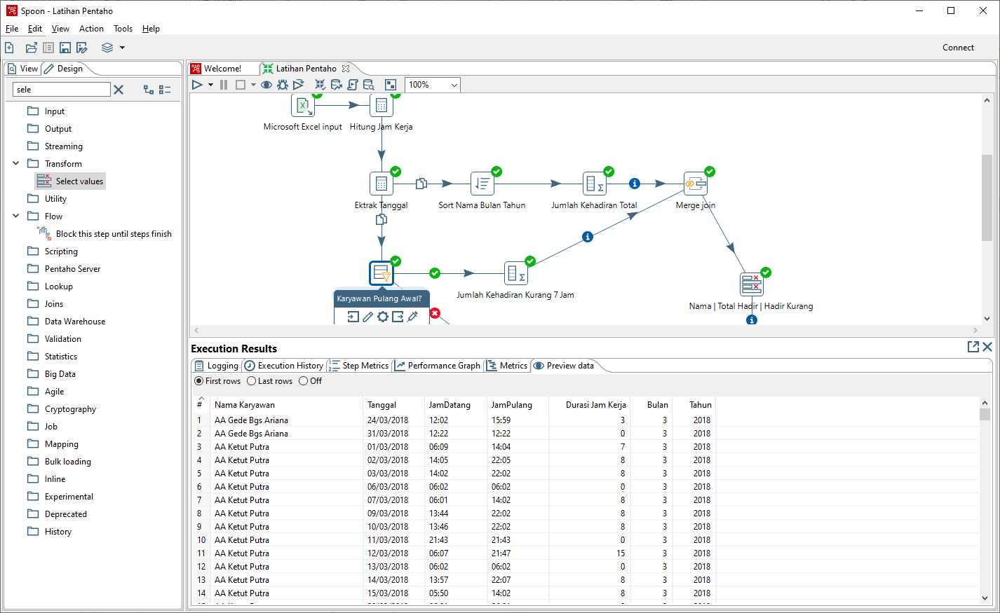 Spoon - Latihan Pentaho
File Edit View Action Tools Help
Connect
View Design
sele
Input
Output
Streaming
Transform
Select values
Utility
Flow
Block this step until steps finish
Scripting
Pentaho Server
Lookup
Joins
Data Warehouse
Validation
Statistics
Big Data
Agile
Cryptography
Job
Mapping
Bulk loading
Inline
Experimental
Deprecated
History
Welcome! Latihan Pentaho
100%
Microsoft Excel input Hitung Jam Kerja
Ektrak Tanggal Sort Nama Bulan Tahun Jumlah Kehadiran Total Merge join
Jumlah Kehadiran Kurang 7 Jam
Karyawan Pulang Awal?
Nama | Total Hadir | Hadir Kurang
Execution Results
Logging Execution History Step Metrics Performance Graph Metrics Preview data
First rows Last rows Off
# Nama Karyawan Tanggal JamDatang JamPulang Durasi Jam Kerja Bulan Tahun
1 AA Gede Bgs Ariana 24/03/2018 12:02 15:59 3 3 2018
2 AA Gede Bgs Ariana 31/03/2018 12:22 12:22 0 3 2018
3 AA Ketut Putra 01/03/2018 06:09 14:04 7 3 2018
4 AA Ketut Putra 02/03/2018 14:05 22:05 8 3 2018
5 AA Ketut Putra 03/03/2018 14:02 22:02 8 3 2018
6 AA Ketut Putra 06/03/2018 06:02 06:02 0 3 2018
7 AA Ketut Putra 07/03/2018 06:01 14:02 8 3 2018
8 AA Ketut Putra 09/03/2018 13:44 22:02 8 3 2018
9 AA Ketut Putra 10/03/2018 13:46 22:02 8 3 2018
10 AA Ketut Putra 11/03/2018 21:43 21:43 0 3 2018
11 AA Ketut Putra 12/03/2018 06:07 21:47 15 3 2018
12 AA Ketut Putra 13/03/2018 06:02 06:02 0 3 2018
13 AA Ketut Putra 14/03/2018 13:57 22:07 8 3 2018
14 AA Ketut Putra 15/03/2018 05:50 14:02 8 3 2018